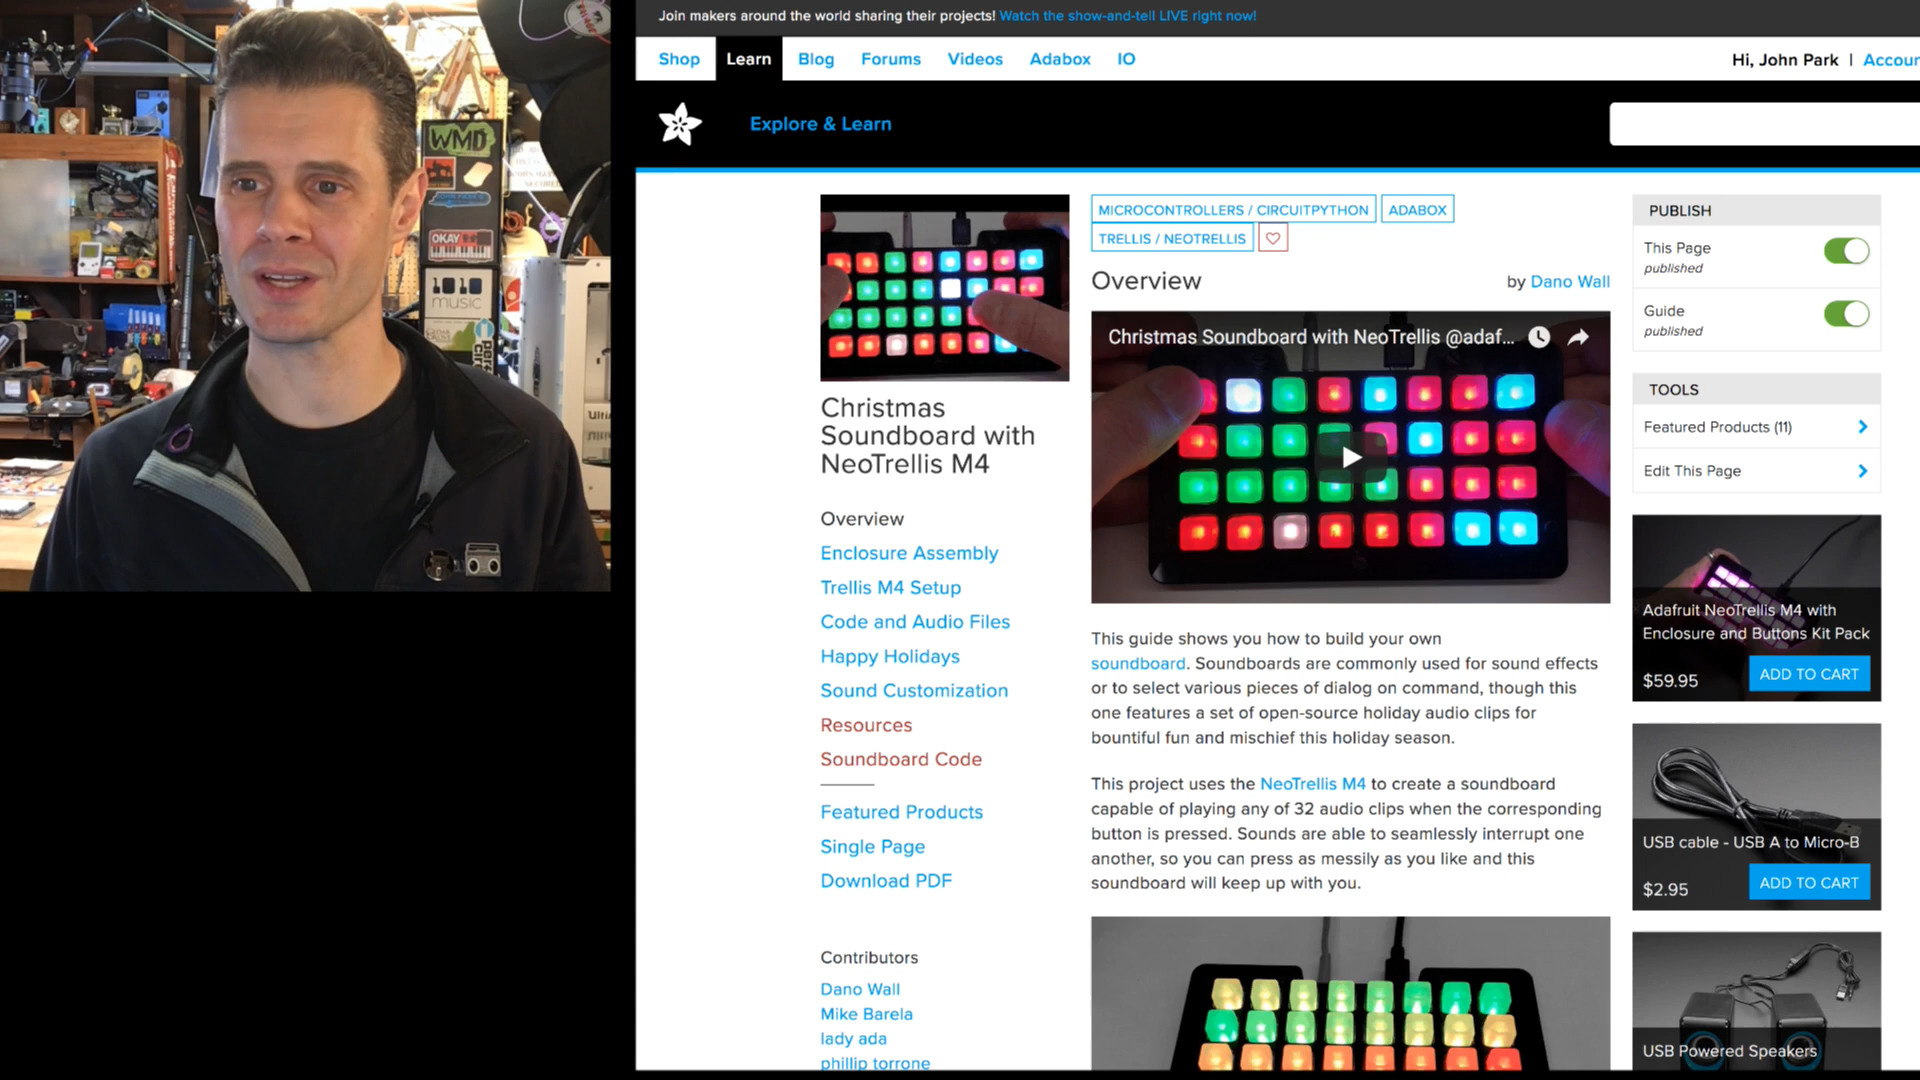 Join makers around the world sharing their projects! Watch the show-and-tell LIVE right now!
Shop
Learn
Blog
Forums
Videos
Adabox
IO
Hi, John Park | Accoun
Explore & Learn
WMD
OKAY
1010
music
MICROCONTROLLERS / CIRCUITPYTHON
ADABOX
TRELLIS / NEOTRELLIS
Overview
by Dano Wall
Christmas Soundboard with NeoTrellis @adaf...
Christmas
Soundboard with
NeoTrellis M4
Overview
Enclosure Assembly
Trellis M4 Setup
Code and Audio Files
Happy Holidays
Sound Customization
Resources
Soundboard Code
Featured Products
Single Page
Download PDF
Contributors
Dano Wall
Mike Barela
lady ada
phillip torrone
This guide shows you how to build your own
soundboard. Soundboards are commonly used for sound effects
or to select various pieces of dialog on command, though this
one features a set of open-source holiday audio clips for
bountiful fun and mischief this holiday season.
This project uses the NeoTrellis M4 to create a soundboard
capable of playing any of 32 audio clips when the corresponding
button is pressed. Sounds are able to seamlessly interrupt one
another, so you can press as messily as you like and this
soundboard will keep up with you.
PUBLISH
This Page
published
Guide
published
TOOLS
Featured Products (11)
Edit This Page
Adafruit NeoTrellis M4 with
Enclosure and Buttons Kit Pack
$59.95
ADD TO CART
USB cable - USB A to Micro-B
$2.95
ADD TO CART
USB Powered Speakers